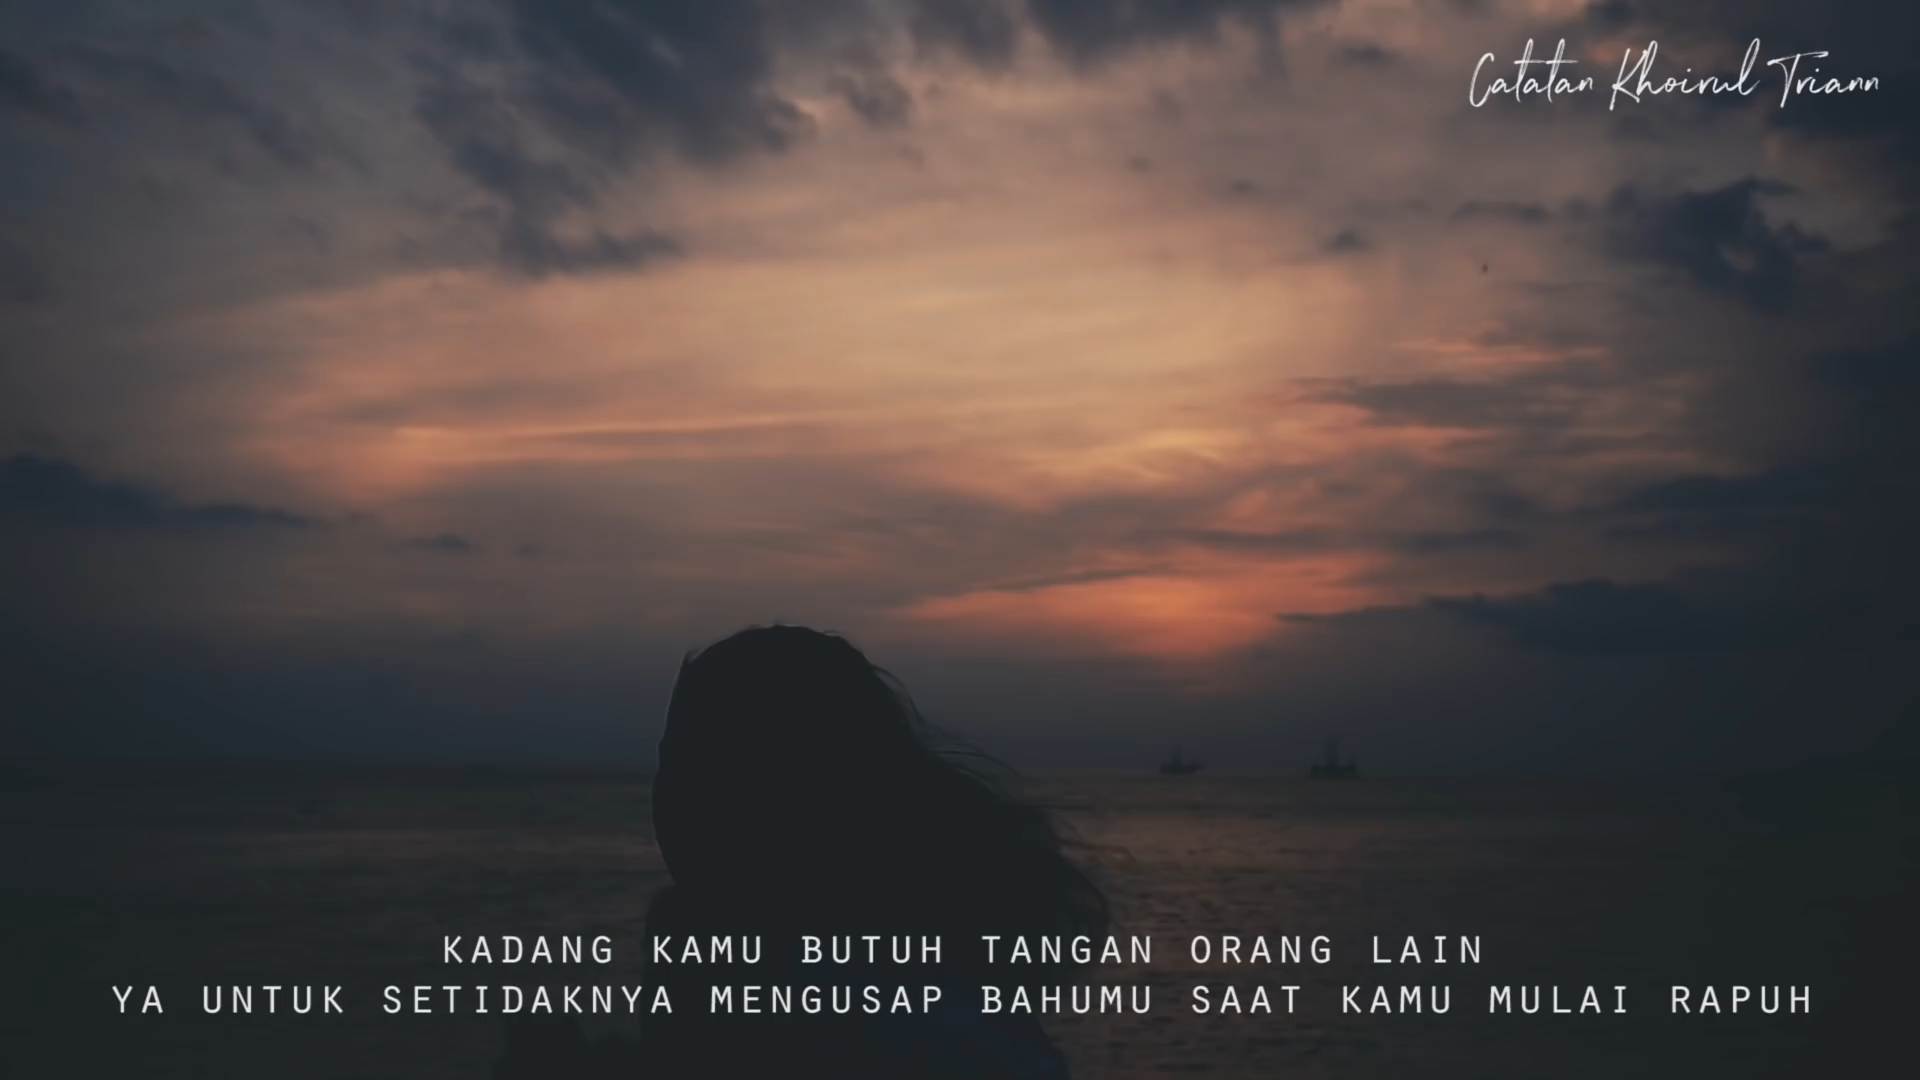 Catatan Khoirul Triann
KADANG KAMU BUTUH TANGAN ORANG LAIN
YA UNTUK SETIDAKNYA MENGUSAP BAHUMU SAAT KAMU MULAI RAPUH